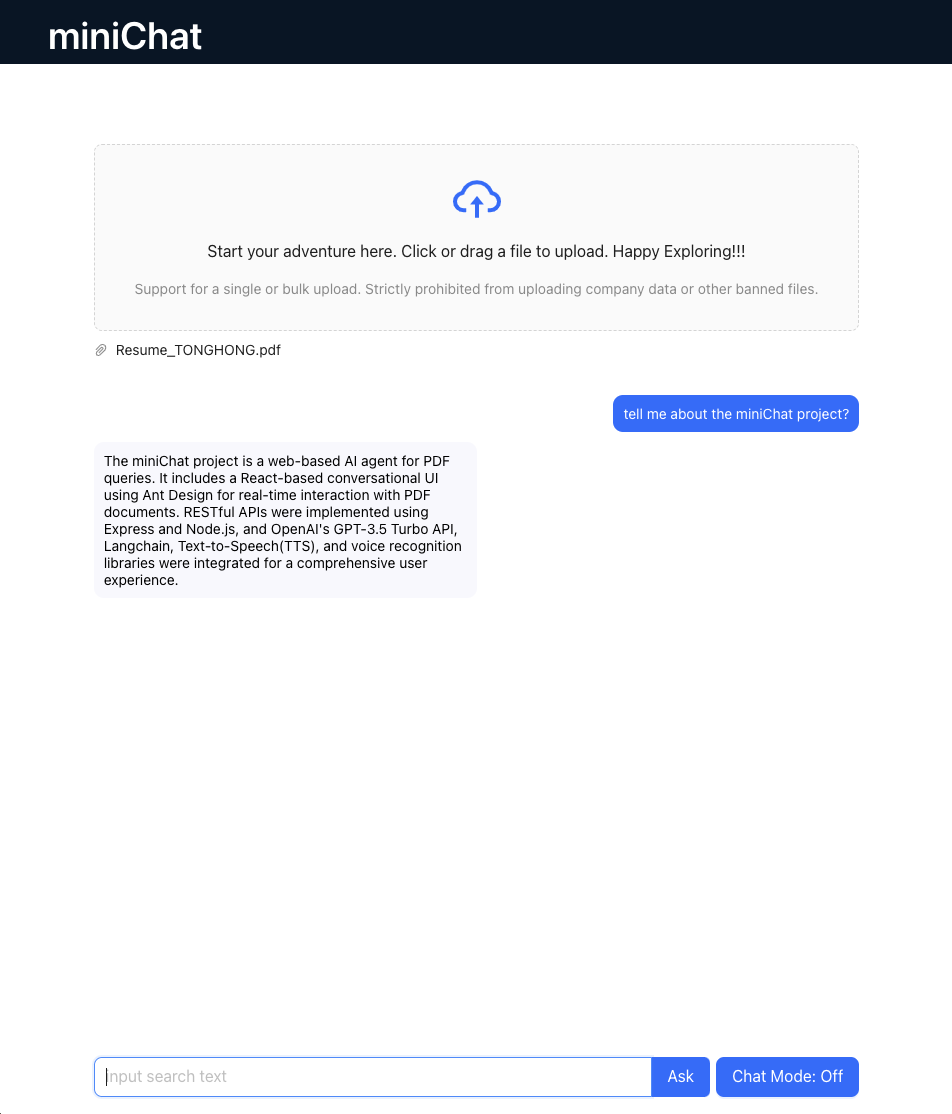 miniChat
Start your adventure here. Click or drag a file to upload. Happy Exploring!!!
Support for a single or bulk upload. Strictly prohibited from uploading company data or other banned files.
Resume_TONGHONG.pdf
tell me about the miniChat project?
The miniChat project is a web-based AI agent for PDF
queries. It includes a React-based conversational UI
using Ant Design for real-time interaction with PDF
documents. RESTful APIs were implemented using
Express and Node.js, and OpenAI's GPT-3.5 Turbo API,
Langchain, Text-to-Speech(TTS), and voice recognition
libraries were integrated for a comprehensive user
experience.
input search text
Ask
Chat Mode: Off